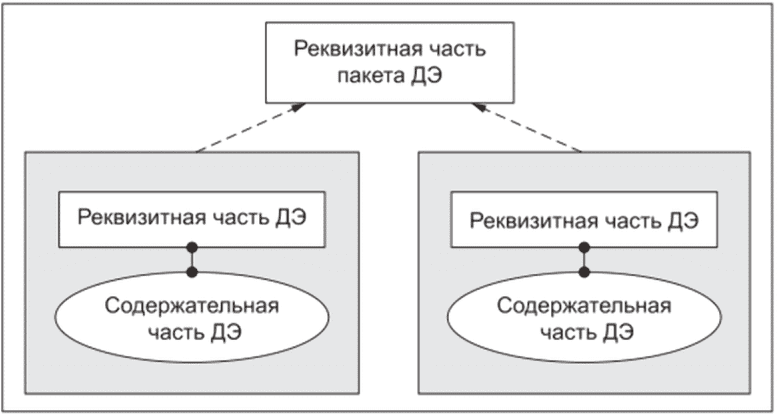 Реквизитная часть
пакета ДЭ
Реквизитная часть ДЭ
Содержательная
часть ДЭ
Реквизитная часть ДЭ
Содержательная
часть ДЭ